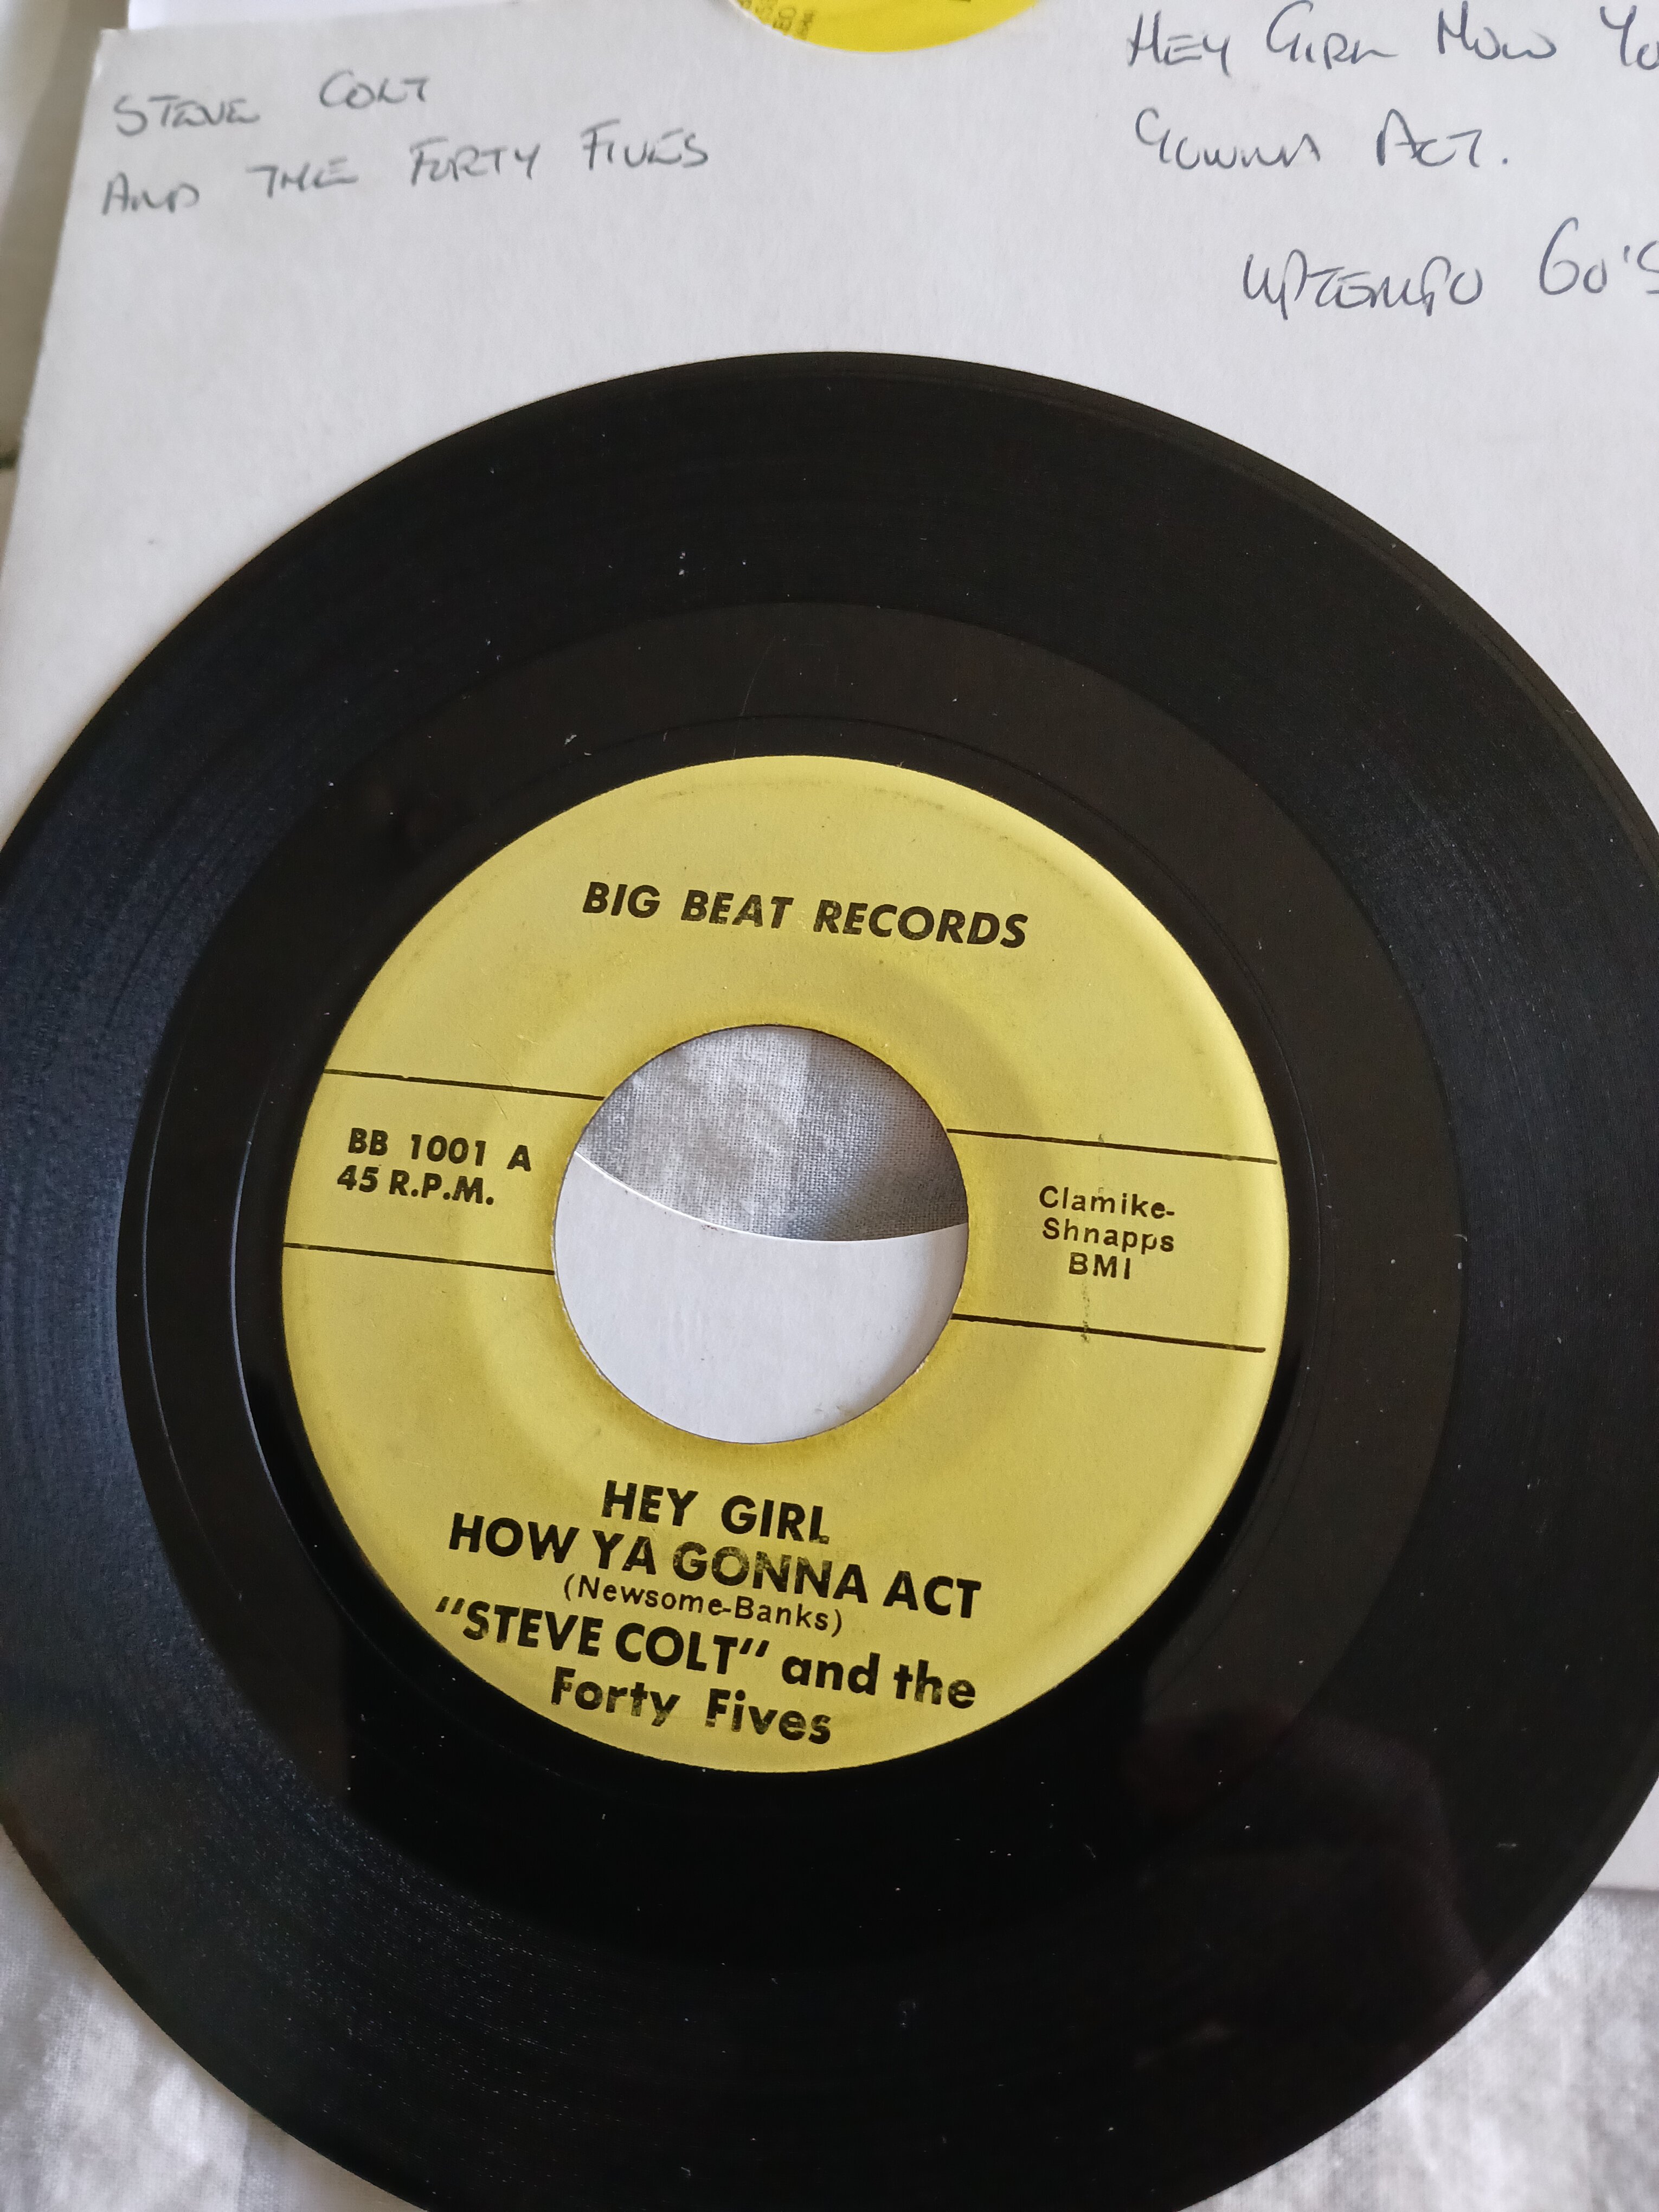 STEVE COLT
AND THE FORTY FIVES
HEY GIRL HOW YO
GONNA ACT.
UPTEMPO 60'S
BIG BEAT RECORDS
BB 1001 A
45 R.P.M.
Clamike-
Shnapps
BMI
HEY GIRL
HOW YA GONNA ACT
(Newsome-Banks)
"STEVE COLT" and the
Forty Fives